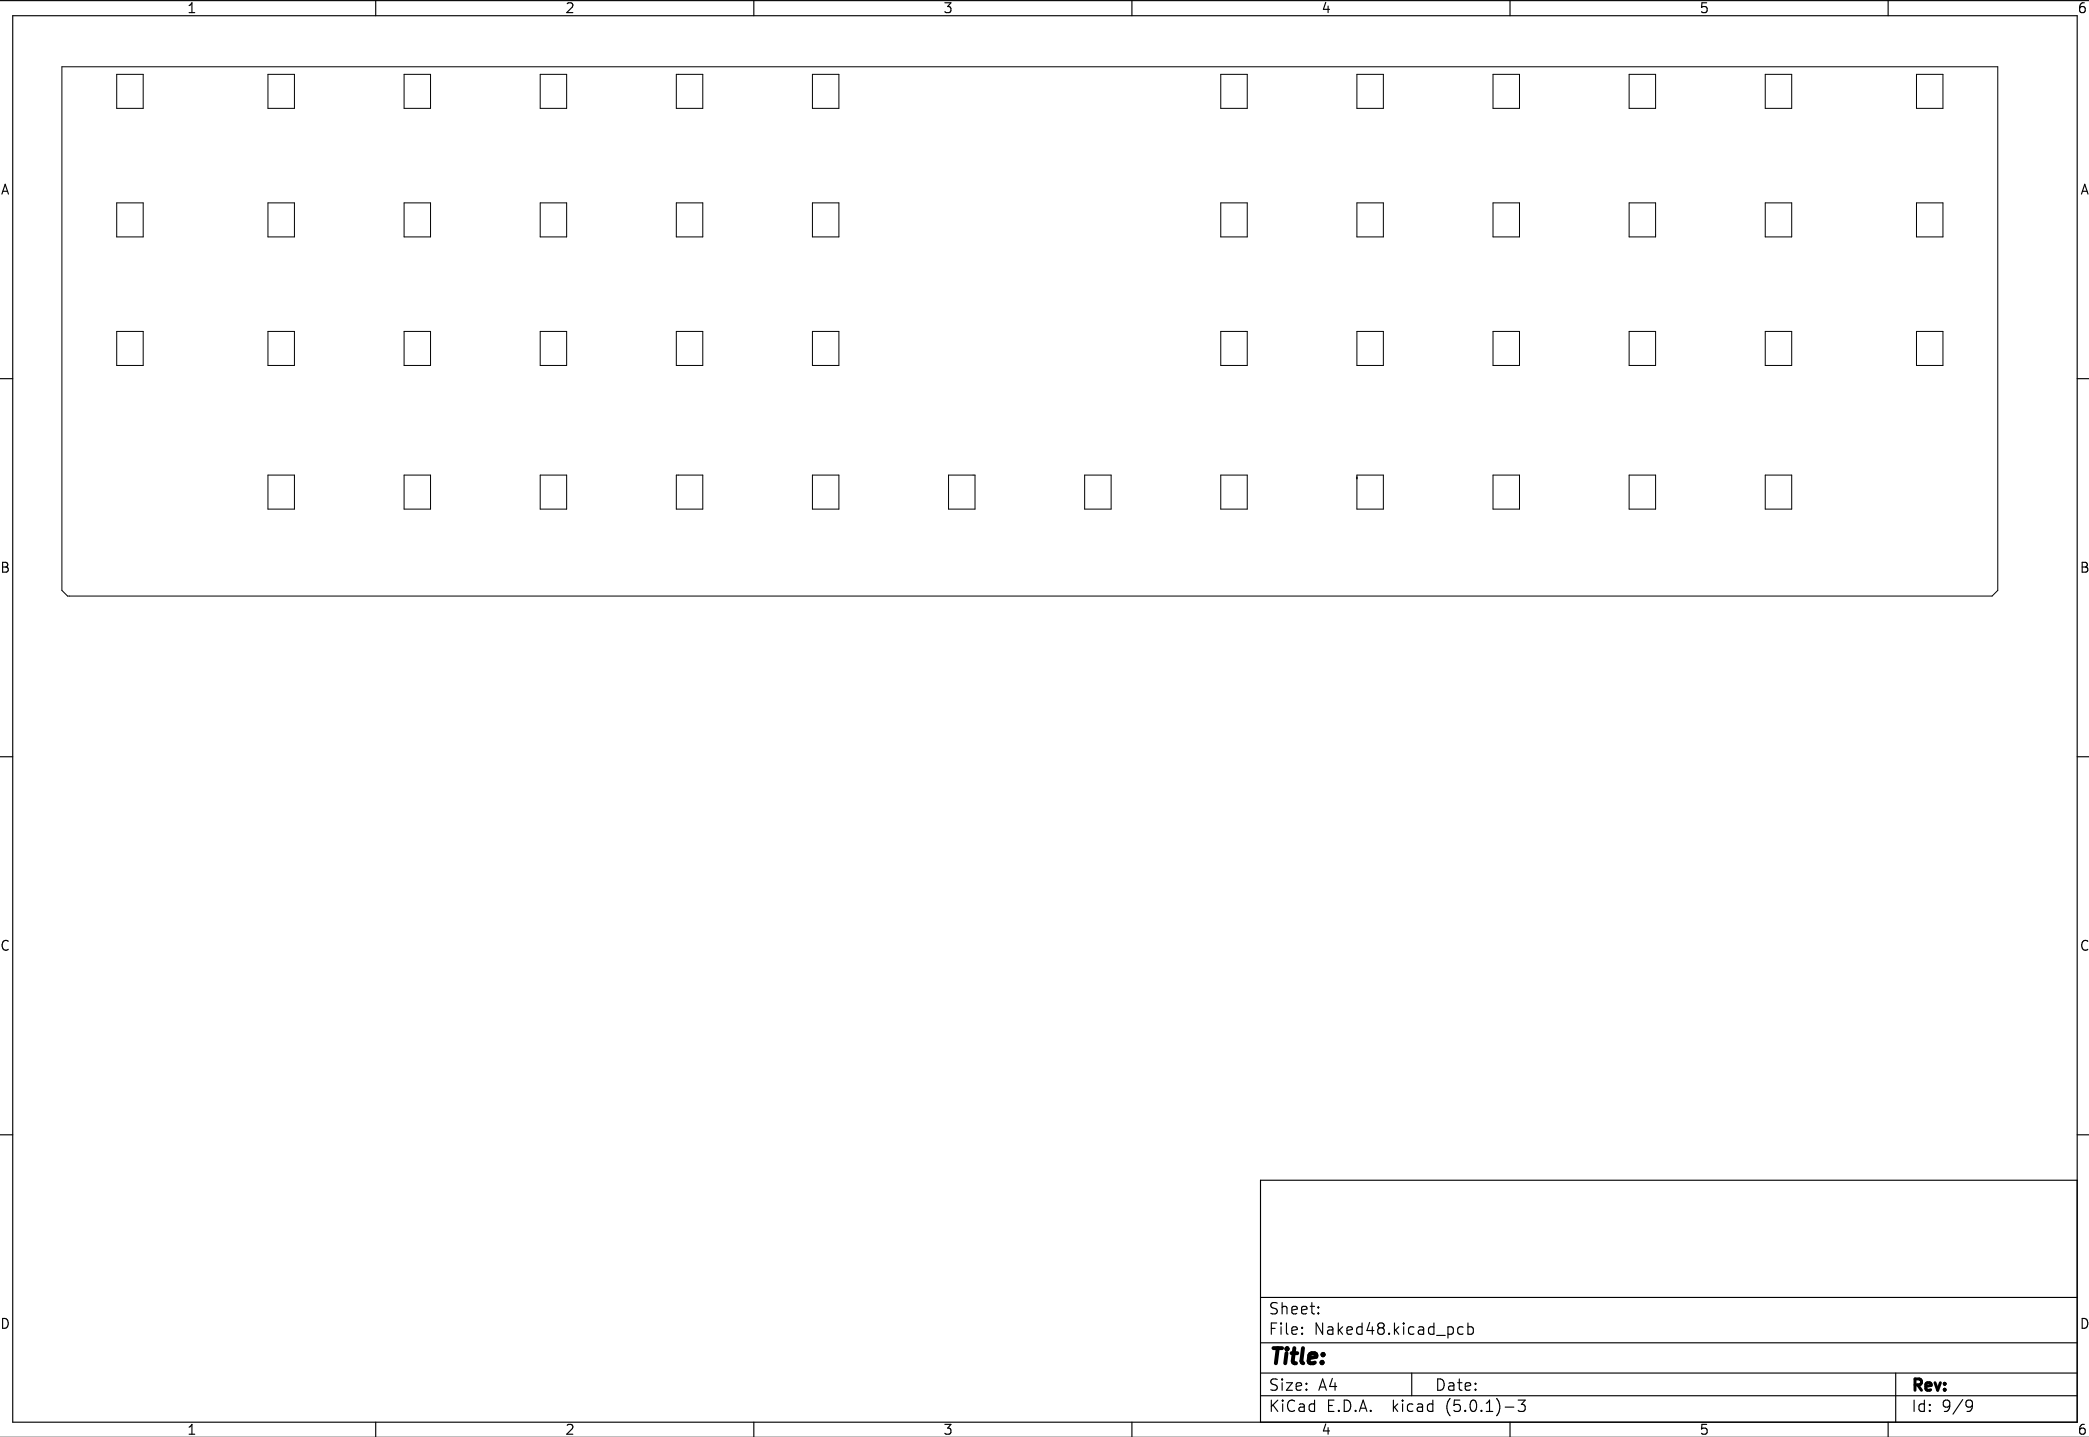 1 2 3 4 5 6
A A
B B
C C
Sheet:
D D
File: Naked48.kicad_pcb
Title:
Size: A4 Date: Rev:
KiCad E.D.A. kicad (5.0.1)-3 Id: 9/9
1 2 3 4 5 6